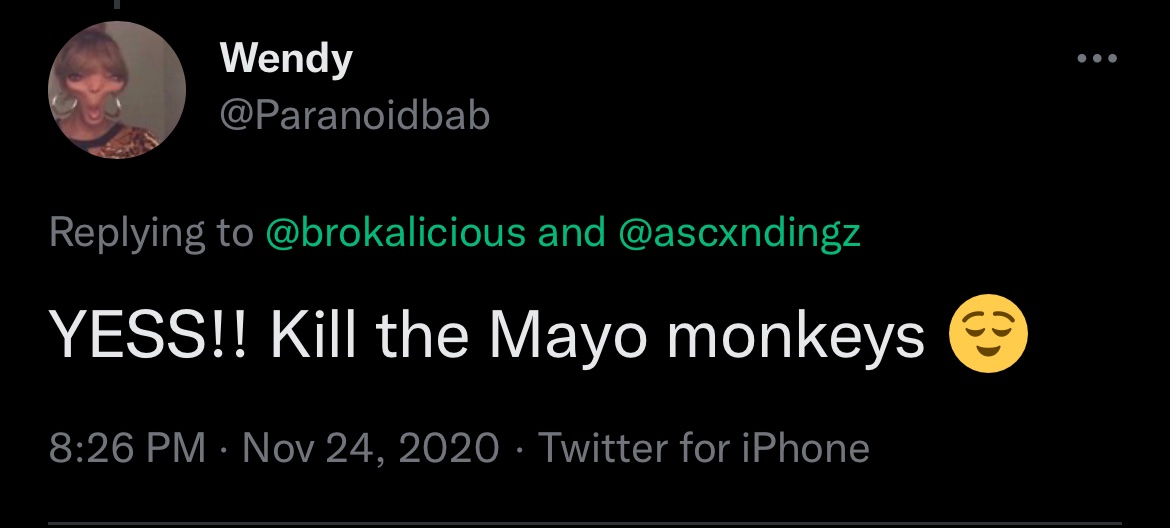 Wendy
@Paranoidbab
Replying to @brokalicious and @ascxndingz
YESS!! Kill the Mayo monkeys 😌
8:26 PM · Nov 24, 2020 · Twitter for iPhone